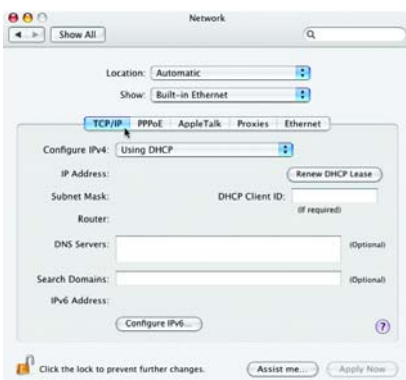 Network
Show All
Location: Automatic
Show: Built-in Ethernet
TCP/IP PPPoE AppleTalk Proxies Ethernet
Configure IPv4: Using DHCP
IP Address: Renew DHCP Lease
Subnet Mask: DHCP Client ID:
(If required)
Router:
DNS Servers: (Optional)
Search Domains: (Optional)
IPv6 Address:
Configure IPv6...
?
Click the lock to prevent further changes. Assist me... Apply Now